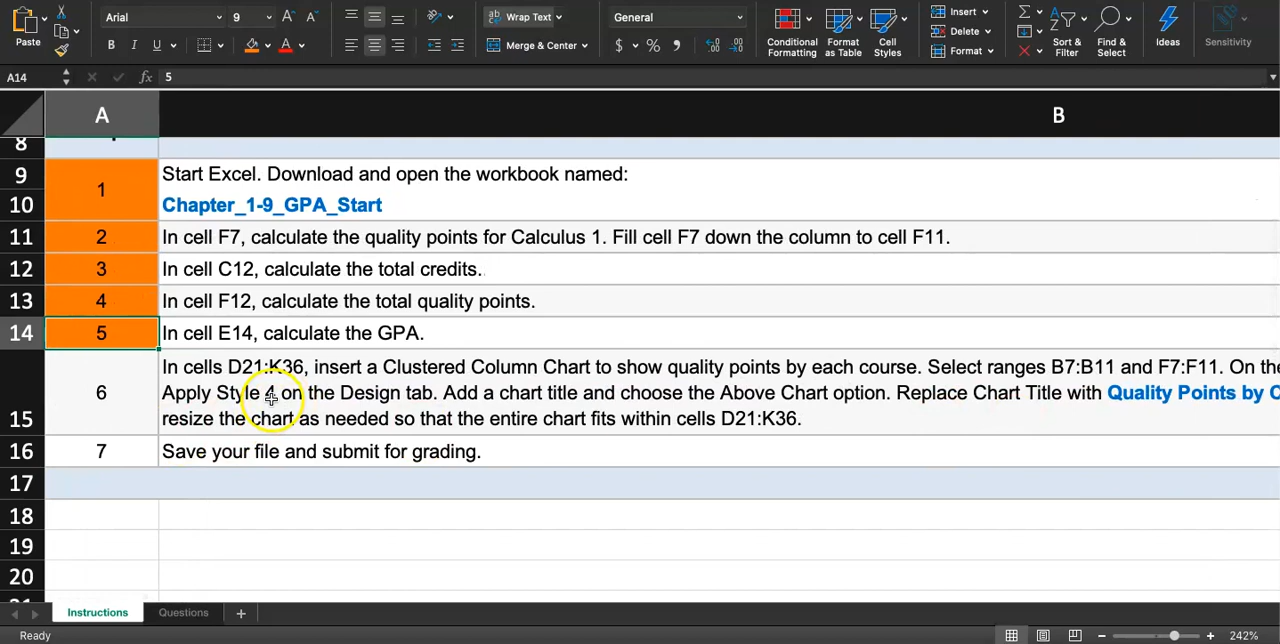 Arial 9 A A Wrap Text General Insert Σ
Paste B I U A Merge & Center $ % Conditional Formatting Format as Table Cell Styles Delete Format Sort & Filter Find & Select Ideas Sensitivity
A14 fx 5
A B
8
9 1 Start Excel. Download and open the workbook named:
10 Chapter_1-9_GPA_Start
11 2 In cell F7, calculate the quality points for Calculus 1. Fill cell F7 down the column to cell F11.
12 3 In cell C12, calculate the total credits.
13 4 In cell F12, calculate the total quality points.
14 5 In cell E14, calculate the GPA.
In cells D21:K36, insert a Clustered Column Chart to show quality points by each course. Select ranges B7:B11 and F7:F11. On the
6 Apply Style 4 on the Design tab. Add a chart title and choose the Above Chart option. Replace Chart Title with Quality Points by C
15 resize the chart as needed so that the entire chart fits within cells D21:K36.
16 7 Save your file and submit for grading.
17
18
19
20
Instructions Questions +
Ready 242%